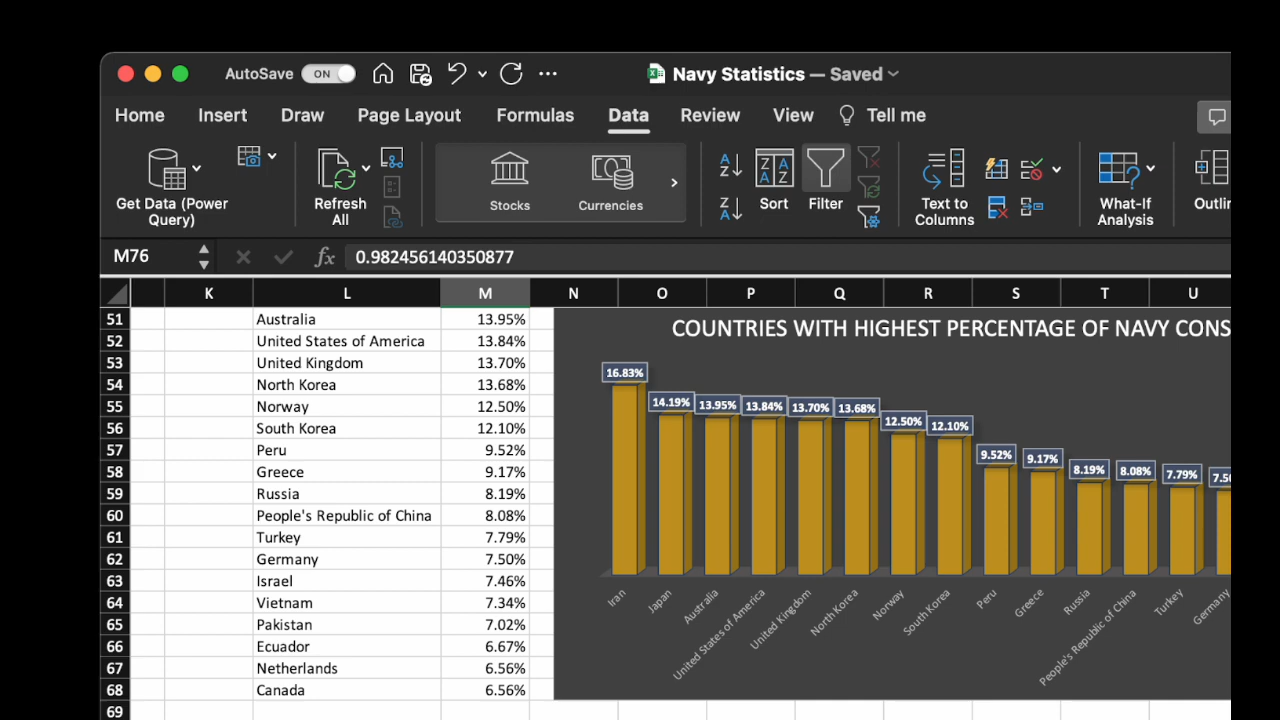 AutoSave ON Navy Statistics — Saved
Home Insert Draw Page Layout Formulas Data Review View Tell me
Get Data (Power Query)
Refresh All
Stocks
Currencies
Sort
Filter
Text to Columns
What-If Analysis
M76 fx 0.982456140350877
K L M N O P Q R S T U
51 Australia 13.95%
52 United States of America 13.84%
53 United Kingdom 13.70%
54 North Korea 13.68%
55 Norway 12.50%
56 South Korea 12.10%
57 Peru 9.52%
58 Greece 9.17%
59 Russia 8.19%
60 People's Republic of China 8.08%
61 Turkey 7.79%
62 Germany 7.50%
63 Israel 7.46%
64 Vietnam 7.34%
65 Pakistan 7.02%
66 Ecuador 6.67%
67 Netherlands 6.56%
68 Canada 6.56%
69
COUNTRIES WITH HIGHEST PERCENTAGE OF NAVY CONS
16.83% 14.19% 13.95% 13.84% 13.70% 13.68% 12.50% 12.10% 9.52% 9.17% 8.19% 8.08% 7.79%
Iran Japan Australia United States of America United Kingdom North Korea Norway South Korea Peru Greece Russia People's Republic of China Turkey Germany